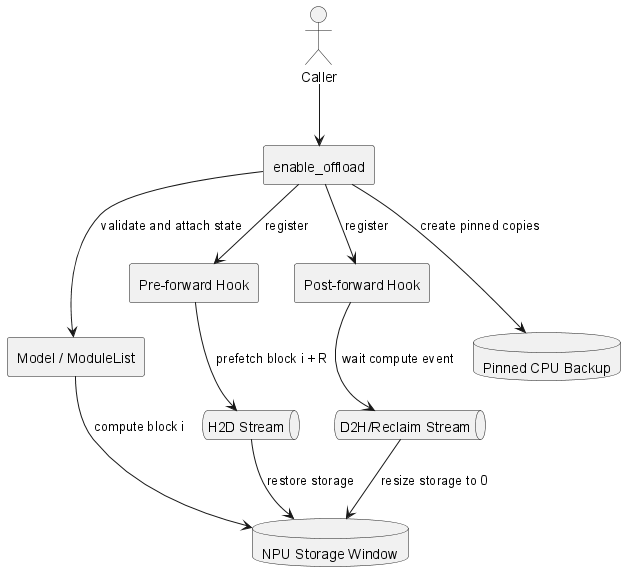 Caller
enable_offload
validate and attach state
register
register
create pinned copies
Pre-forward Hook
Post-forward Hook
Model / ModuleList
prefetch block i + R
wait compute event
Pinned CPU Backup
compute block i
H2D Stream
D2H/Reclaim Stream
restore storage
resize storage to 0
NPU Storage Window